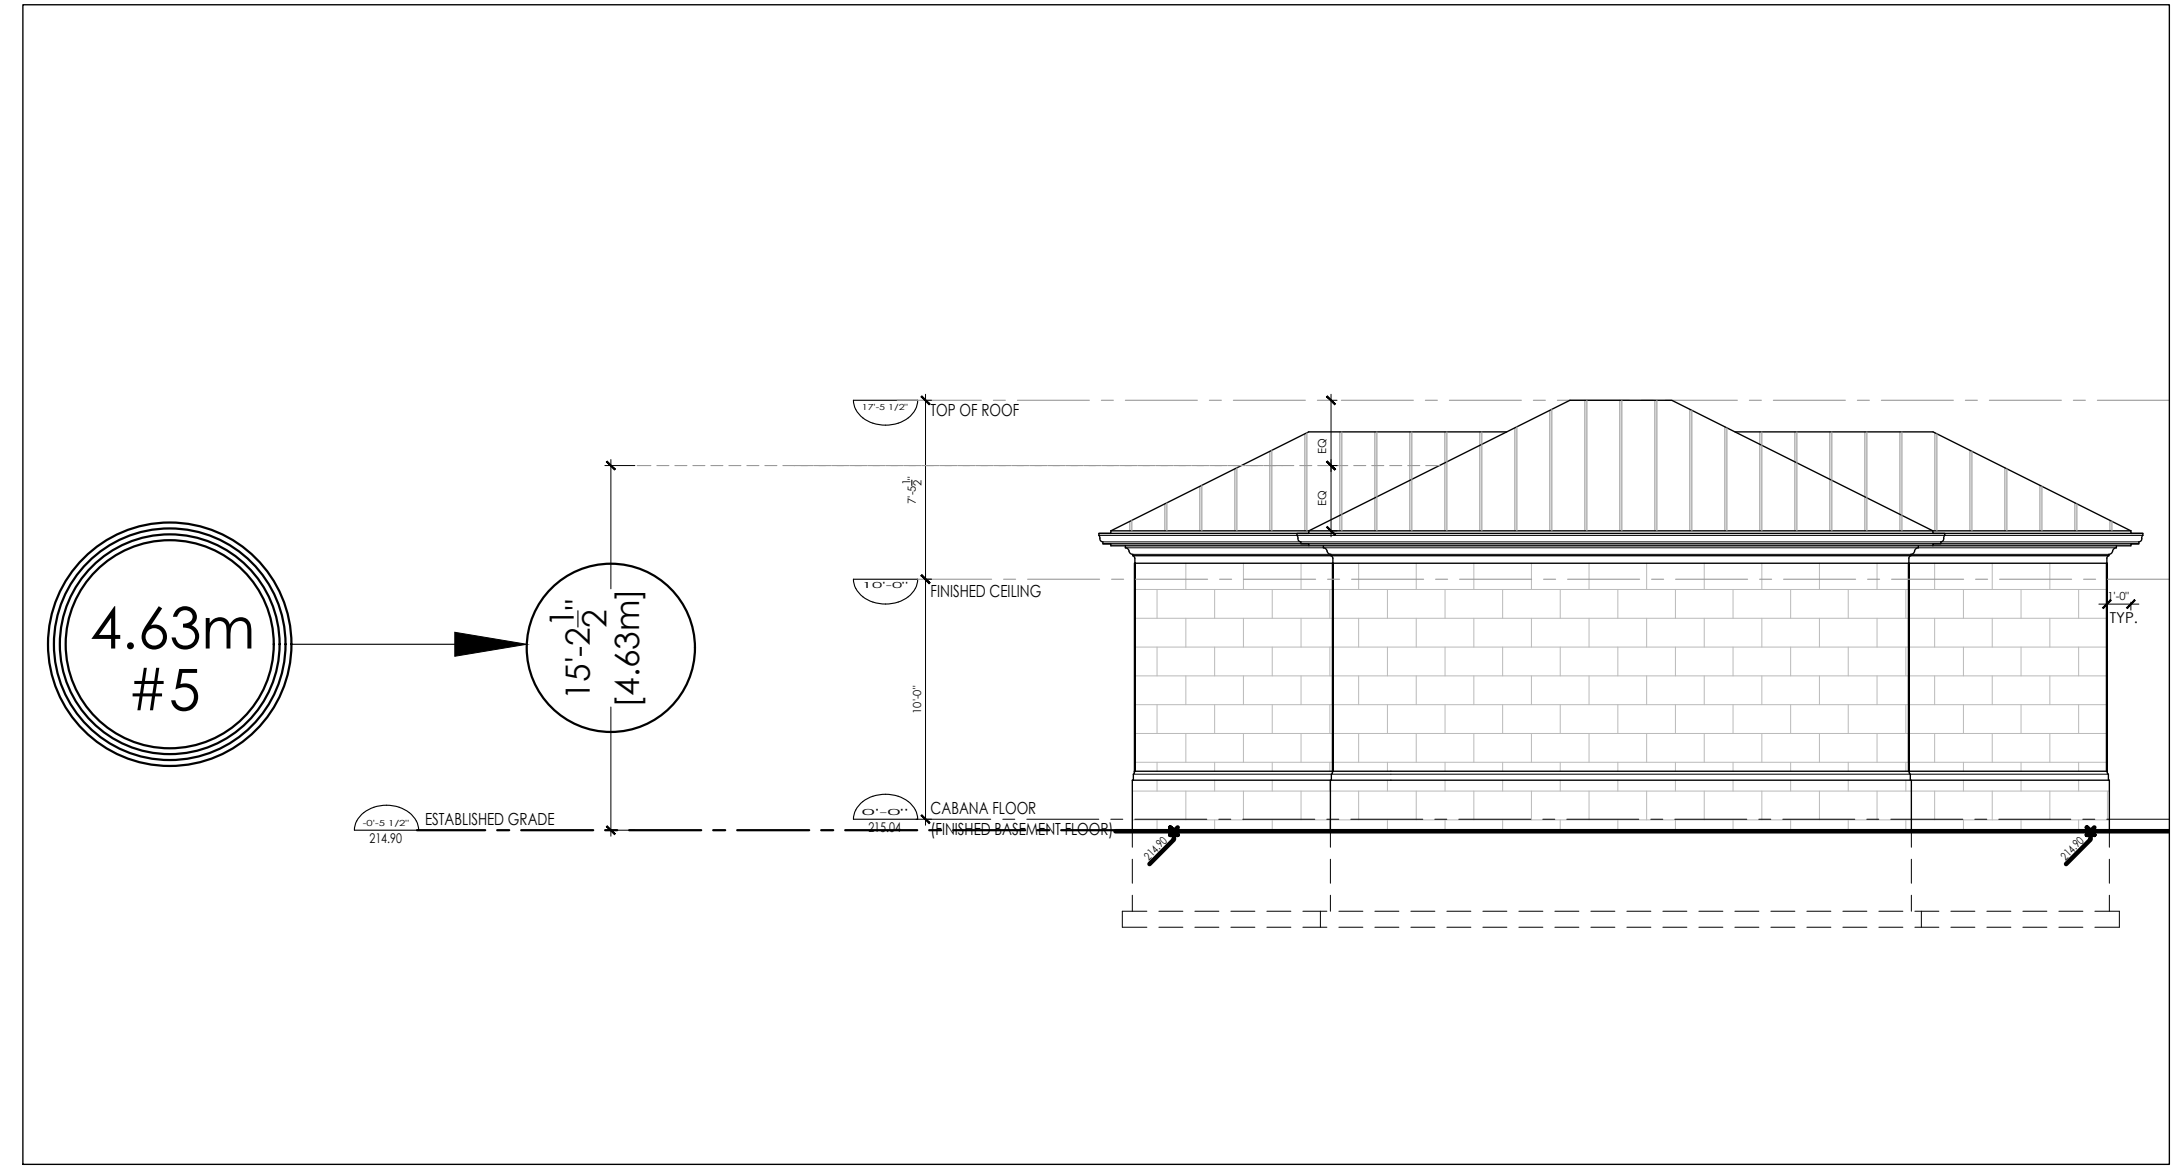 17'-5 1/2"
TOP OF ROOF
EQ
7'-5 1/2
EQ
10'-0"
FINISHED CEILING
1'-0"
TYP.
4.63m
#5
15'-2 1/2"
[4.63m]
10'-0"
0'-0"
CABANA FLOOR
215.04
(FINISHED BASEMENT FLOOR)
-0'-5 1/2"
ESTABLISHED GRADE
214.90
214.90
214.90